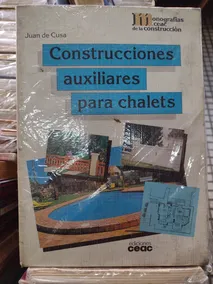 Juan de Cusa
monografías
ceac
de la construcción
Construcciones
auxiliares
para chalets
ediciones
ceac